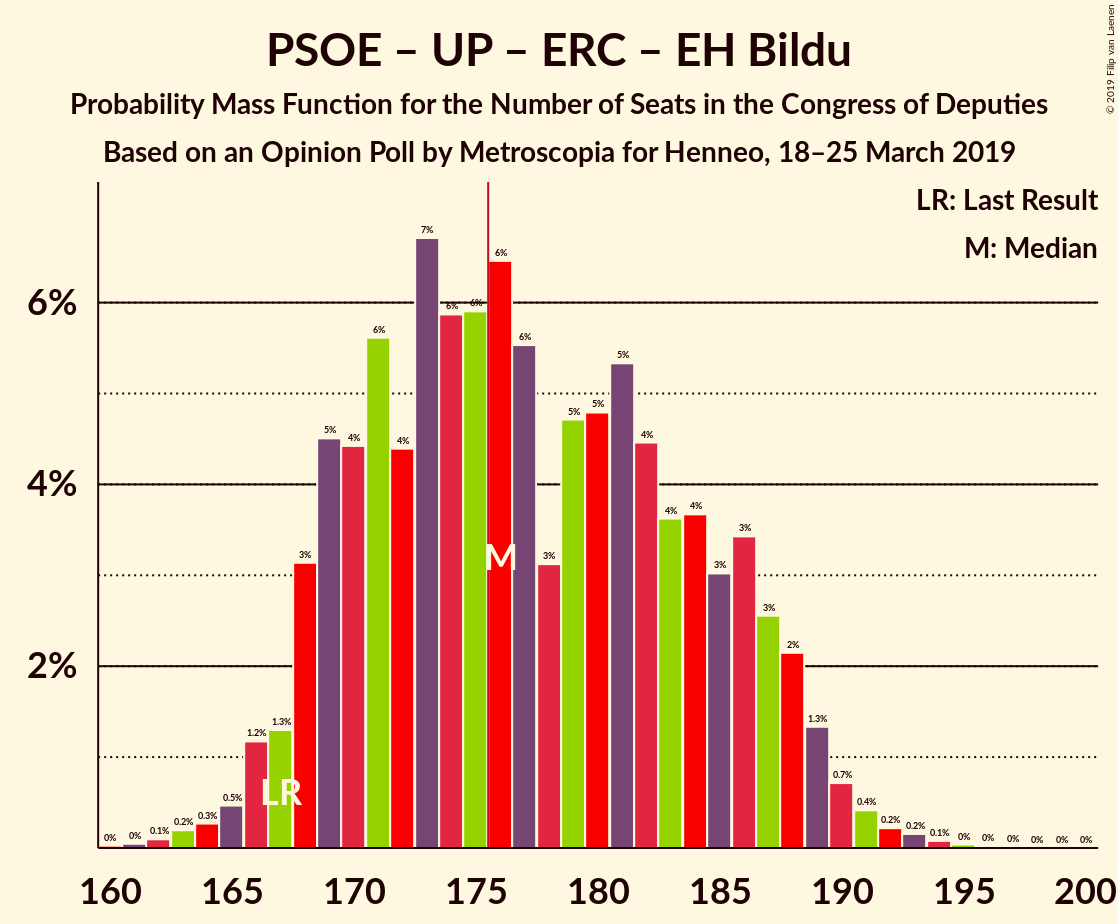 © 2019 Filip van Laenen
PSOE – UP – ERC – EH Bildu
Probability Mass Function for the Number of Seats in the Congress of Deputies
Based on an Opinion Poll by Metroscopia for Henneo, 18–25 March 2019
LR: Last Result
M: Median
6%
4%
2%
0% 0% 0.1% 0.2% 0.3% 0.5% 1.2% 1.3% 3% 5% 4% 6% 4% 7% 6% 6% 6% 6% 3% 5% 5% 5% 4% 4% 4% 3% 3% 3% 2% 1.3% 0.7% 0.4% 0.2% 0.2% 0.1% 0% 0% 0% 0% 0% 0%
M
LR
160 165 170 175 180 185 190 195 200